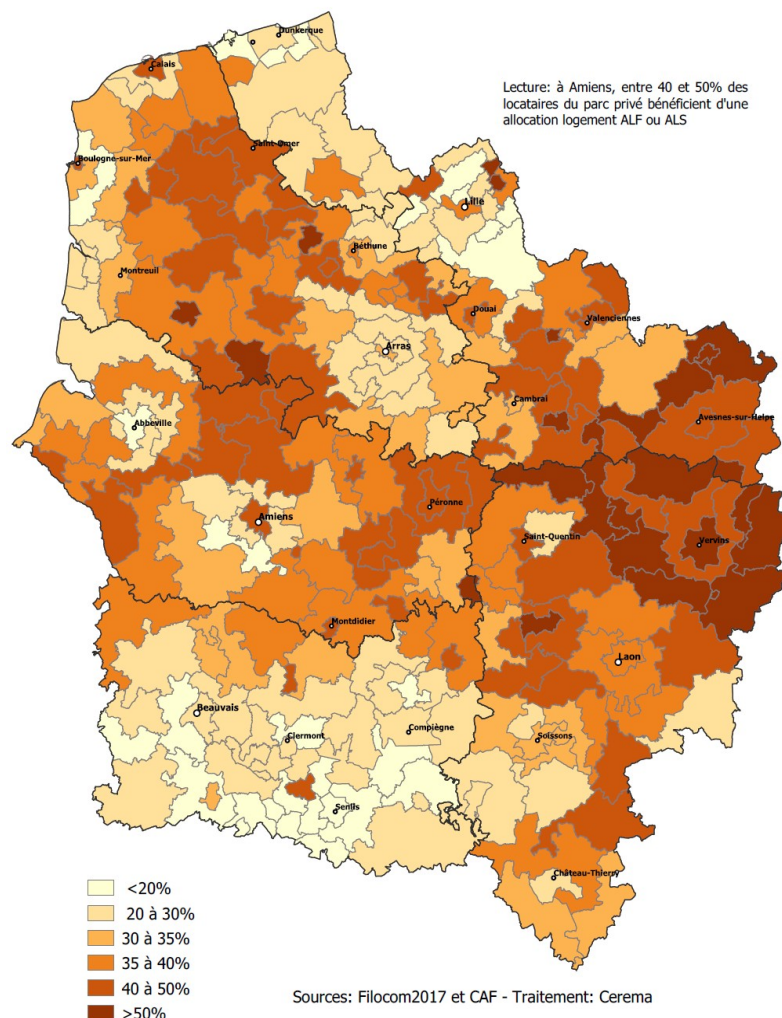 Dunkerque
Calais
Lecture: à Amiens, entre 40 et 50% des
locataires du parc privé bénéficient d'une
allocation logement ALF ou ALS
Saint-Omer
Boulogne-sur-Mer
Lille
Béthune
Montreuil
Douai
Valenciennes
Arras
Cambrai
Avesnes-sur-Helpe
Abbeville
Péronne
Amiens
Saint-Quentin
Vervins
Montdidier
Laon
Beauvais
Compiègne
Clermont
Soissons
Senlis
Château-Thierry
<20%
20 à 30%
30 à 35%
35 à 40%
40 à 50%
>50%
Sources: Filocom2017 et CAF - Traitement: Cerema